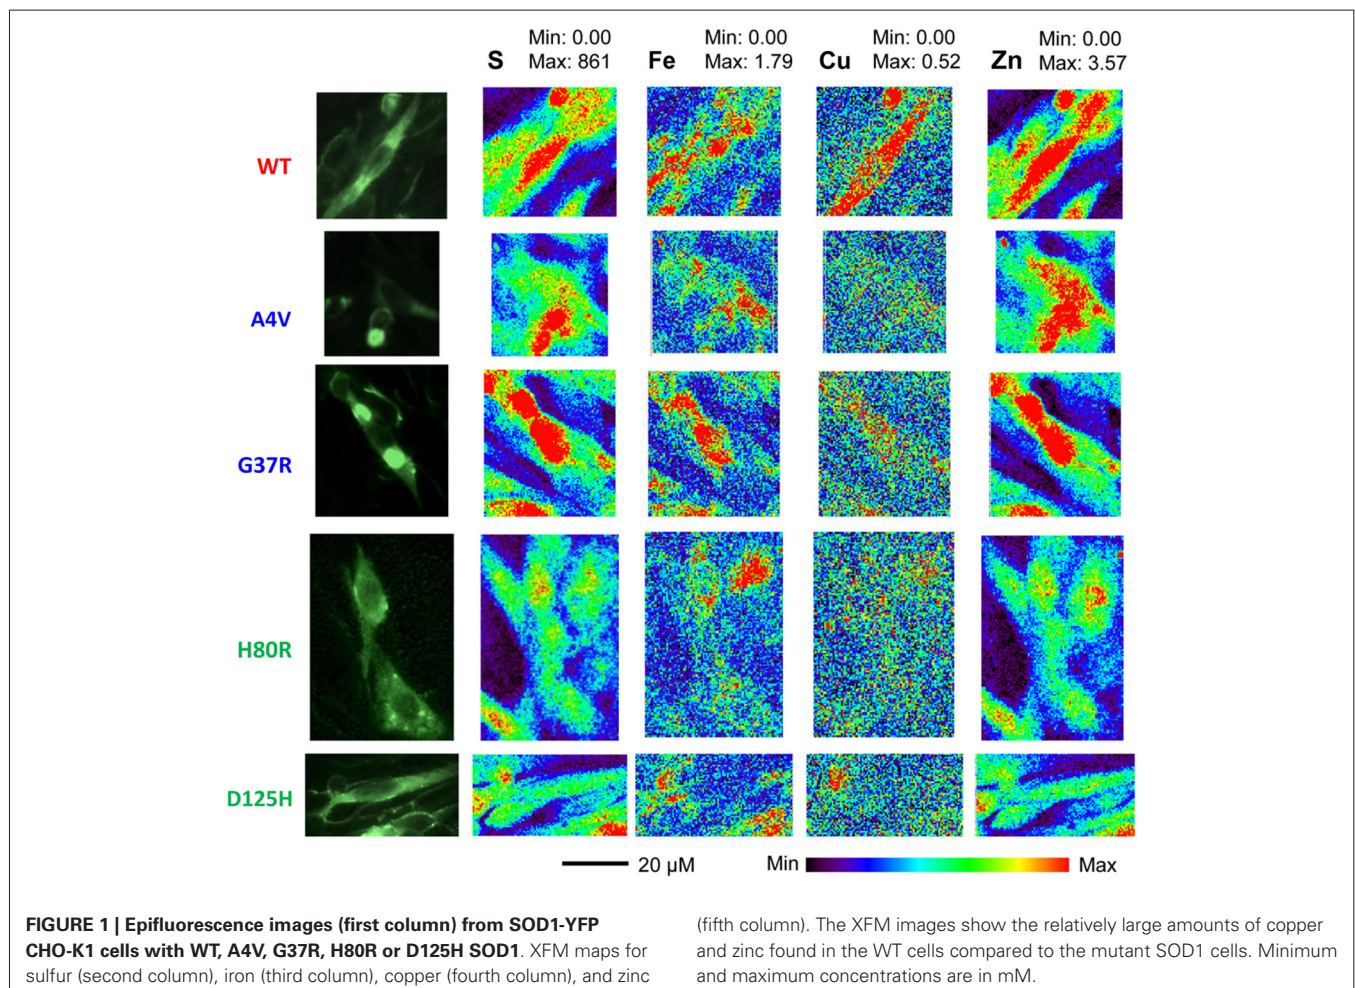 S Min: 0.00 Max: 861
Fe Min: 0.00 Max: 1.79
Cu Min: 0.00 Max: 0.52
Zn Min: 0.00 Max: 3.57
WT
A4V
G37R
H80R
D125H
20 µM
Min Max
FIGURE 1 | Epifluorescence images (first column) from SOD1-YFP
CHO-K1 cells with WT, A4V, G37R, H80R or D125H SOD1. XFM maps for
sulfur (second column), iron (third column), copper (fourth column), and zinc
(fifth column). The XFM images show the relatively large amounts of copper
and zinc found in the WT cells compared to the mutant SOD1 cells. Minimum
and maximum concentrations are in mM.